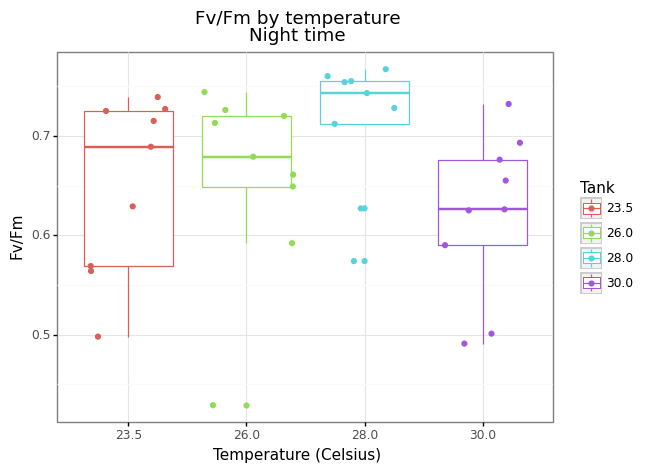 Fv/Fm by temperature
Night time
Fv/Fm
0.7
0.6
0.5
23.5
26.0
28.0
30.0
Temperature (Celsius)
Tank
23.5
26.0
28.0
30.0